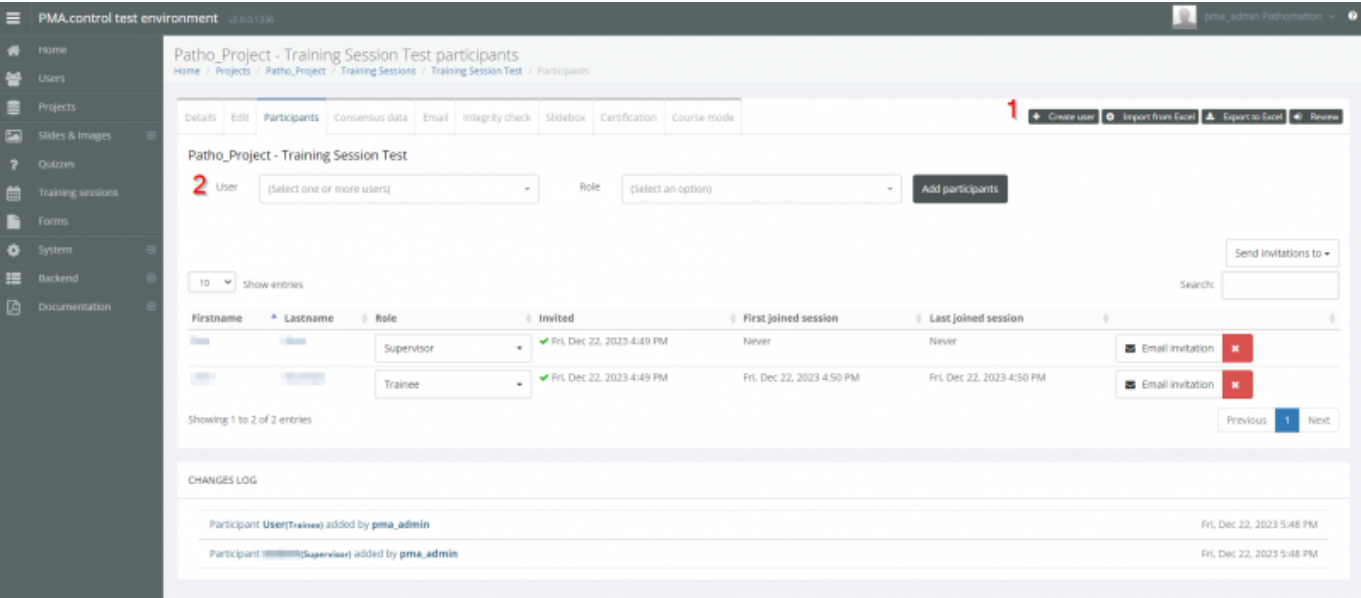 PMA.control test environment v2.0.0.1336
pma_admin Pathomation
Home
Users
Projects
Slides & Images
Quizzes
Training sessions
Forms
System
Backend
Documentation
Patho_Project - Training Session Test participants
Home / Projects / Patho_Project / Training Sessions / Training Session Test / Participants
Details Edit Participants Consensus data Email Integrity check Slidebox Certification Course mode
1 Create user Import from Excel Export to Excel Review
Patho_Project - Training Session Test
2 User (Select one or more users) Role (Select an option) Add participants
Send invitations to
10 Show entries Search:
Firstname Lastname Role Invited First joined session Last joined session
Supervisor Fri, Dec 22, 2023 4:49 PM Never Never Email invitation
Trainee Fri, Dec 22, 2023 4:49 PM Fri, Dec 22, 2023 4:50 PM Fri, Dec 22, 2023 4:50 PM Email invitation
Showing 1 to 2 of 2 entries Previous 1 Next
CHANGES LOG
Participant User(Trainee) added by pma_admin Fri, Dec 22, 2023 5:48 PM
Participant (Supervisor) added by pma_admin Fri, Dec 22, 2023 5:48 PM